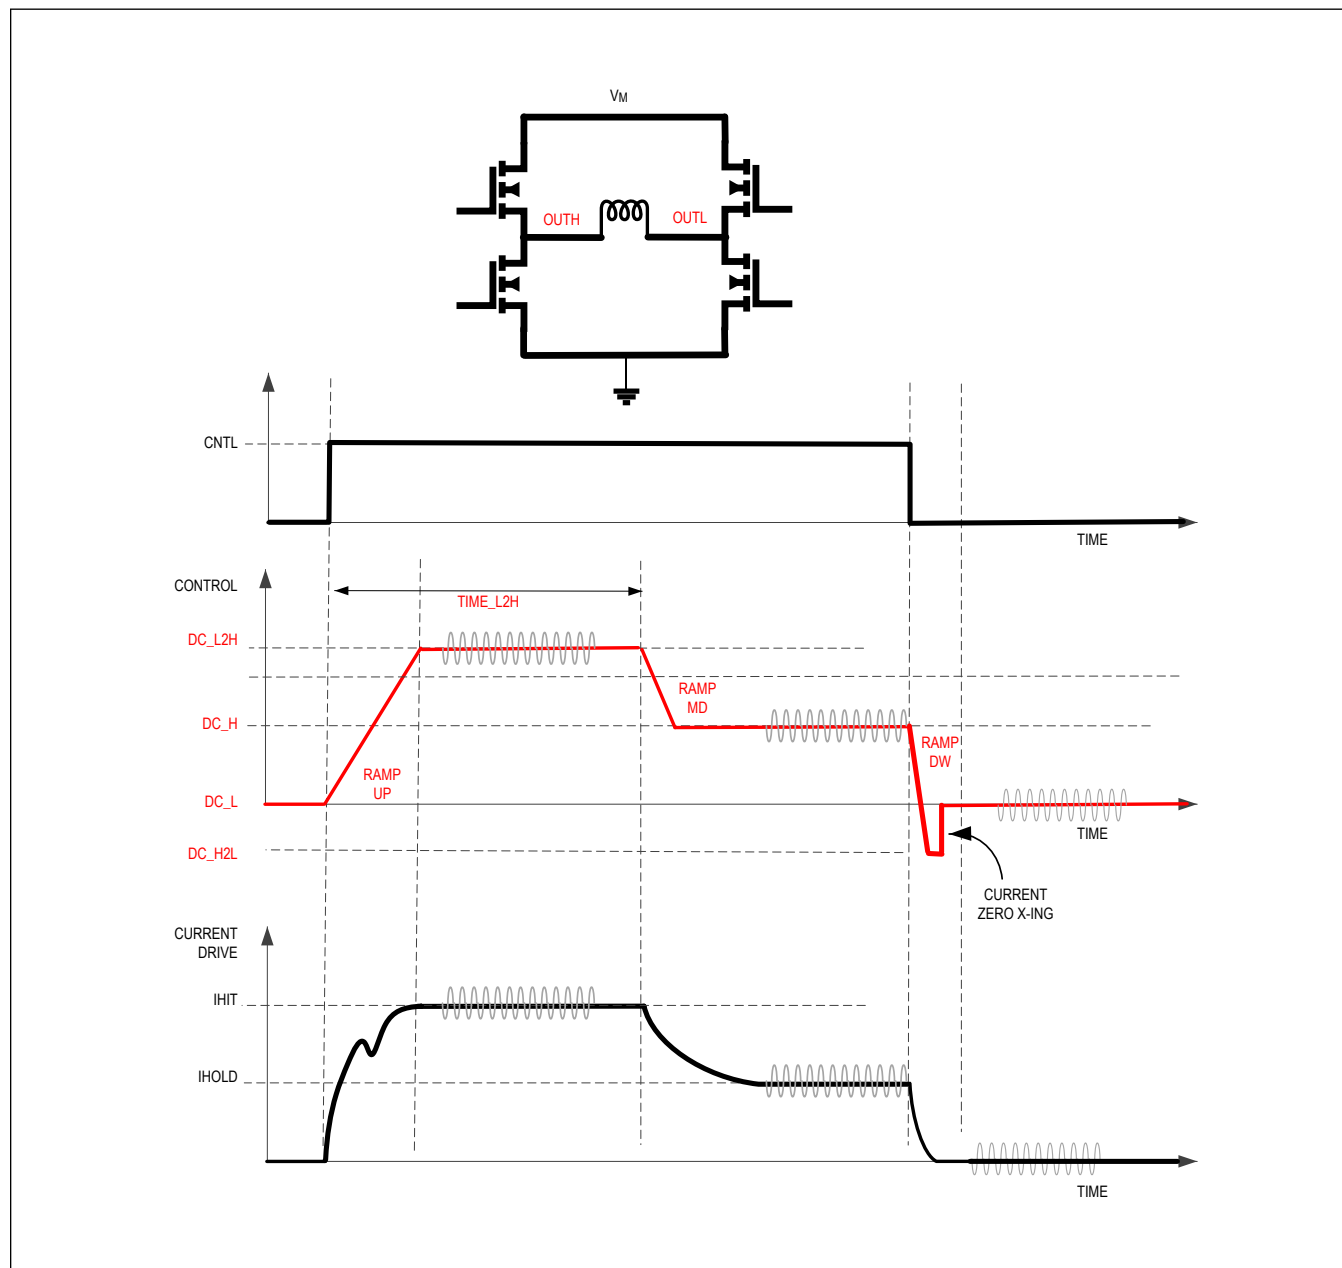 VM
OUTH
OUTL
CNTL
TIME
CONTROL
TIME_L2H
DC_L2H
RAMP
MD
DC_H
RAMP
DW
RAMP
UP
DC_L
TIME
DC_H2L
CURRENT
ZERO X-ING
CURRENT
DRIVE
IHIT
IHOLD
TIME